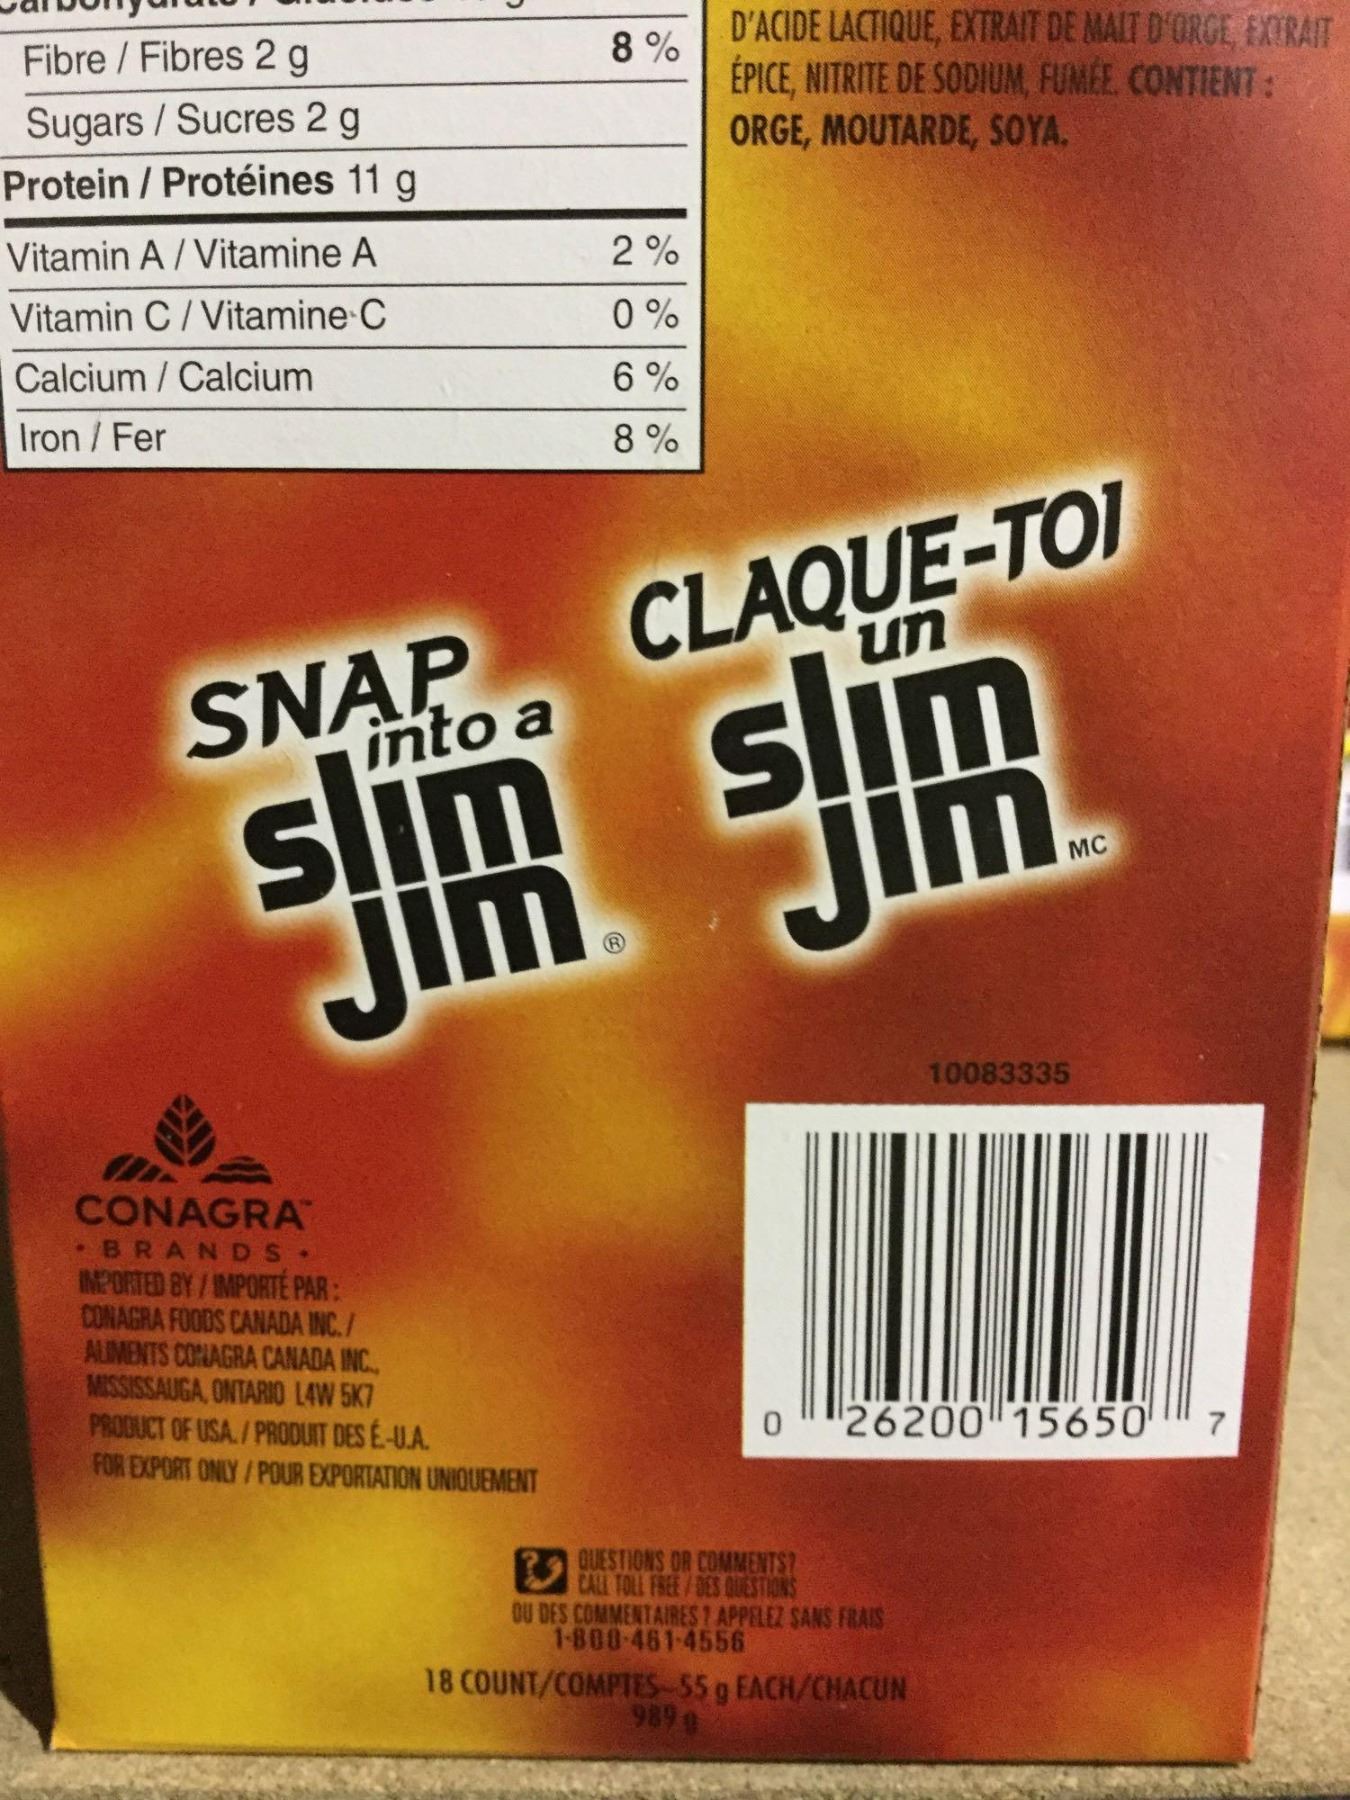 Fibre / Fibres 2 g 8 %
Sugars / Sucres 2 g
Protein / Protéines 11 g
Vitamin A / Vitamine A 2 %
Vitamin C / Vitamine C 0 %
Calcium / Calcium 6 %
Iron / Fer 8 %
D'ACIDE LACTIQUE, EXTRAIT DE MALT D'ORGE, EXTRAIT
ÉPICE, NITRITE DE SODIUM, FUMÉE. CONTIENT :
ORGE, MOUTARDE, SOYA.
SNAP
into a
slim
jim ®
CLAQUE-TOI
un
slim
jim MC
10083335
0 26200 15650 7
CONAGRA™
• BRANDS •
IMPORTED BY / IMPORTÉ PAR :
CONAGRA FOODS CANADA INC. /
ALIMENTS CONAGRA CANADA INC.,
MISSISSAUGA, ONTARIO L4W 5K7
PRODUCT OF USA. / PRODUIT DES É.-U.A.
FOR EXPORT ONLY / POUR EXPORTATION UNIQUEMENT
QUESTIONS OR COMMENTS?
CALL TOLL FREE / DES QUESTIONS
OU DES COMMENTAIRES ? APPELEZ SANS FRAIS
1-800-461-4556
18 COUNT/COMPTES-55 g EACH/CHACUN
989 g